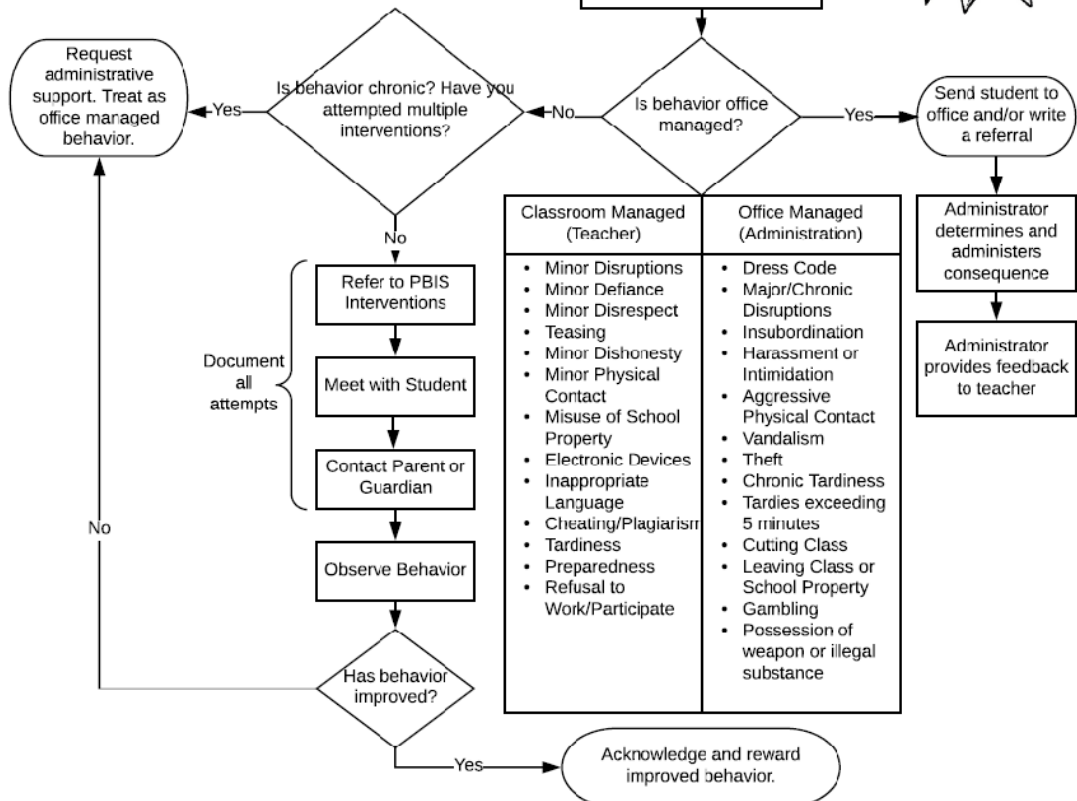 Request
administrative
support. Treat as
office managed
behavior.
Yes
Is behavior chronic? Have you
attempted multiple
interventions?
No
Is behavior office
managed?
Yes
Send student to
office and/or write
a referral
Administrator
determines and
administers
consequence
Administrator
provides feedback
to teacher
No
Document
all
attempts
Refer to PBIS
Interventions
Meet with Student
Contact Parent or
Guardian
Observe Behavior
Has behavior
improved?
No
Yes
Acknowledge and reward
improved behavior.
Classroom Managed
(Teacher)
• Minor Disruptions
• Minor Defiance
• Minor Disrespect
• Teasing
• Minor Dishonesty
• Minor Physical
Contact
• Misuse of School
Property
• Electronic Devices
• Inappropriate
Language
• Cheating/Plagiarism
• Tardiness
• Preparedness
• Refusal to
Work/Participate
Office Managed
(Administration)
• Dress Code
• Major/Chronic
Disruptions
• Insubordination
• Harassment or
Intimidation
• Aggressive
Physical Contact
• Vandalism
• Theft
• Chronic Tardiness
• Tardies exceeding
5 minutes
• Cutting Class
• Leaving Class or
School Property
• Gambling
• Possession of
weapon or illegal
substance